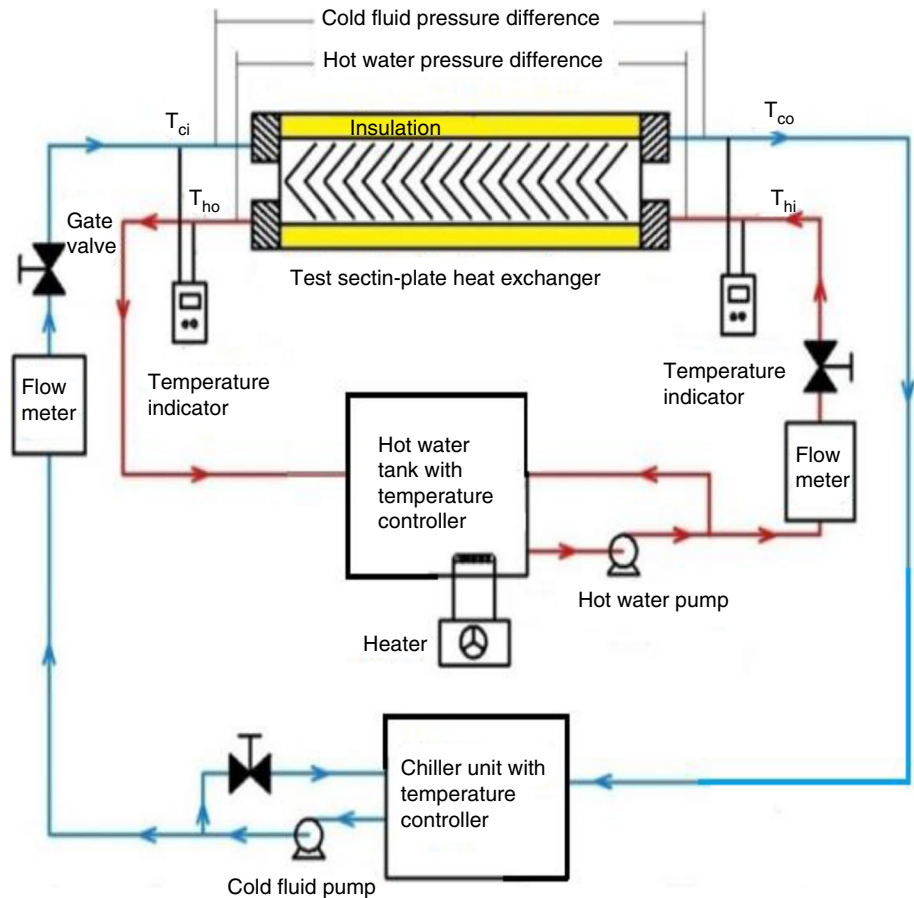 Cold fluid pressure difference
Hot water pressure difference
Tci
Insulation
Tco
Tho
Thi
Gate
valve
Test sectin-plate heat exchanger
Flow
meter
Temperature
indicator
Temperature
indicator
Hot water
tank with
temperature
controller
Flow
meter
Hot water pump
Heater
Chiller unit with
temperature
controller
Cold fluid pump